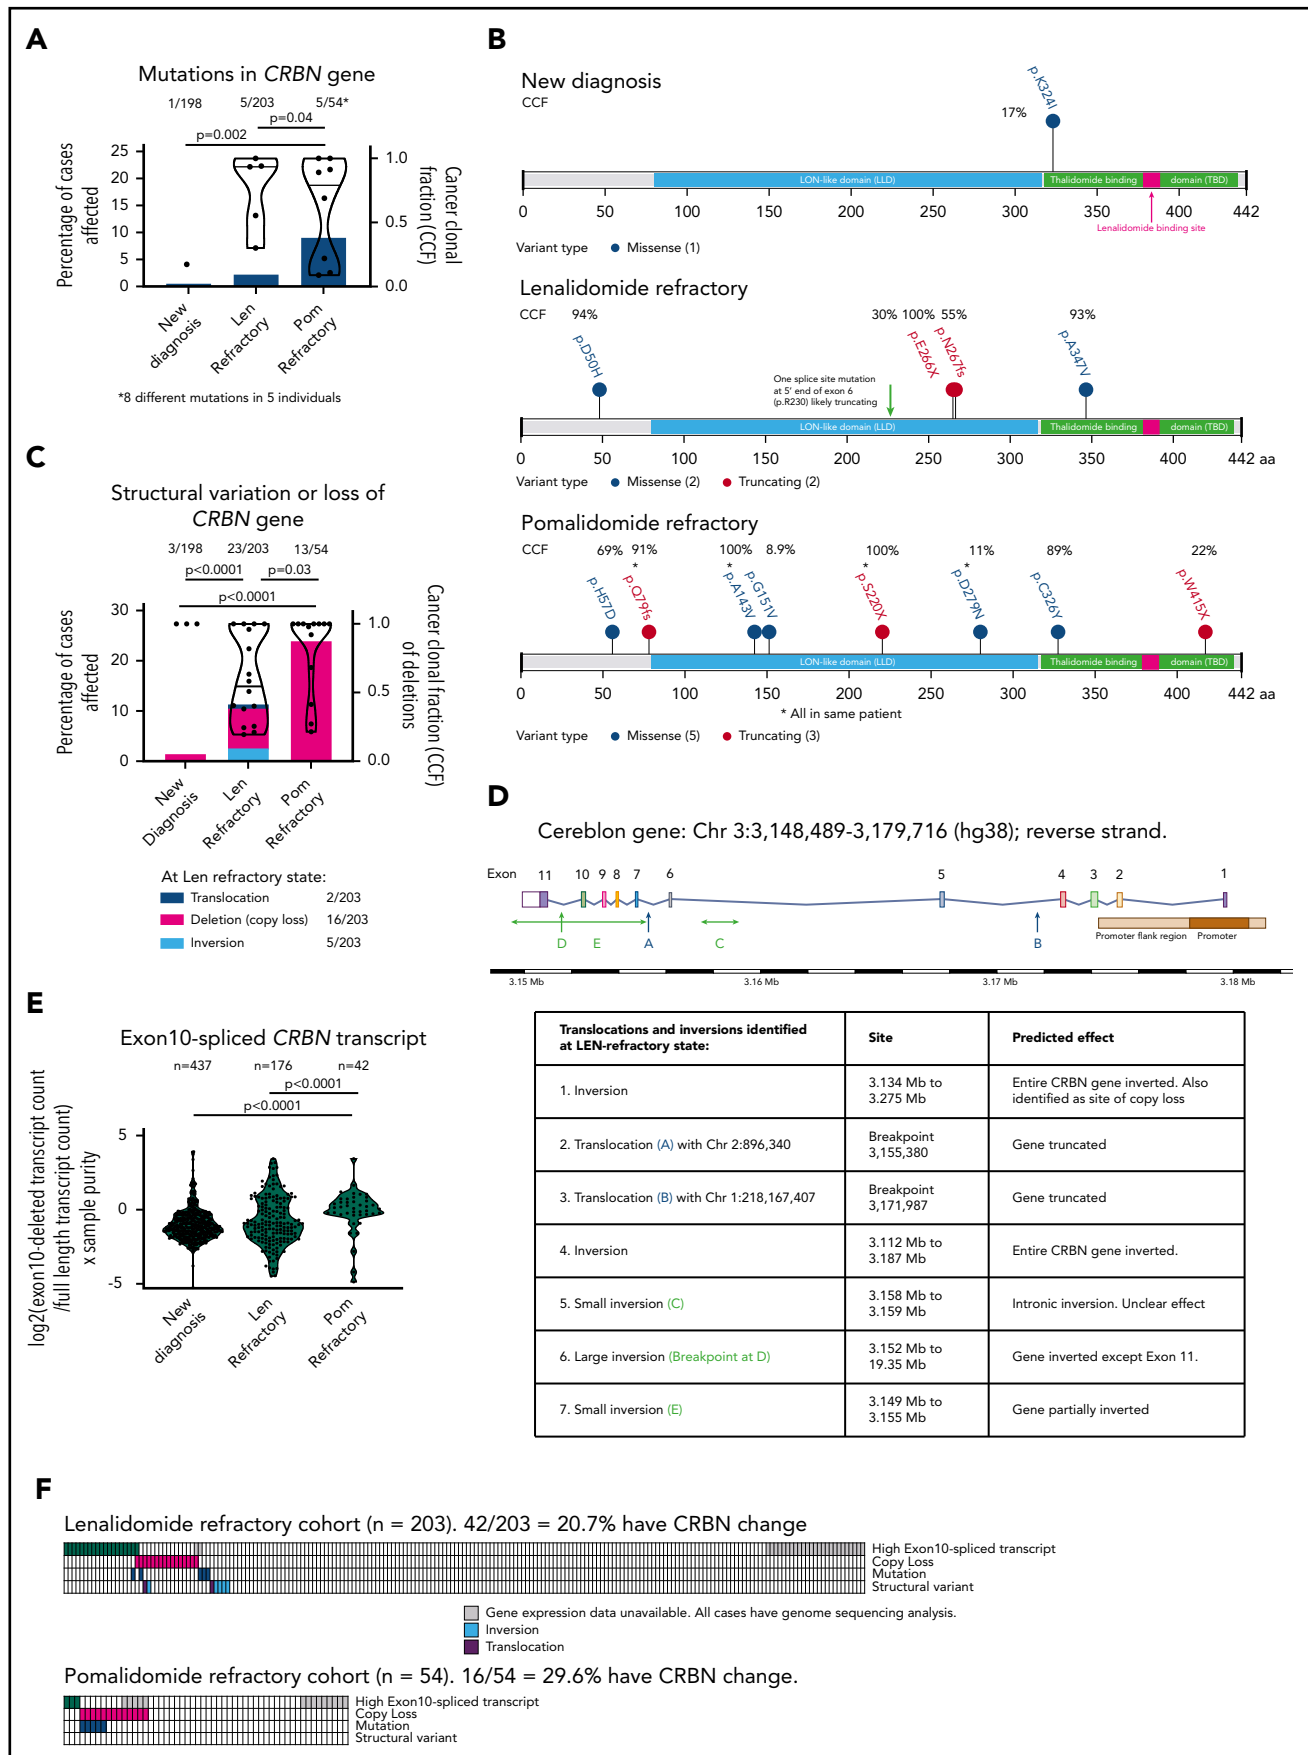 A
Mutations in CRBN gene
1/198 5/203 5/54*
p=0.04
p=0.002
Percentage of cases
affected
25
20
15
10
5
0
1.0
0.5
0.0
Cancer clonal
fraction (CCF)
New
diagnosis
Len
Refractory
Pom
Refractory
*8 different mutations in 5 individuals
B
New diagnosis
CCF
17%
p.K324I
LON-like domain (LLD)
Thalidomide binding
domain (TBD)
0 50 100 150 200 250 300 350 400 442
Lenalidomide binding site
Variant type Missense (1)
Lenalidomide refractory
CCF 94% 30% 100% 55% 93%
p.D50H
p.E266X
p.N267fs
p.A347V
One splice site mutation
at 5' end of exon 6
(p.R230) likely truncating
LON-like domain (LLD)
Thalidomide binding
domain (TBD)
0 50 100 150 200 250 300 350 400 442 aa
Variant type Missense (2) Truncating (2)
Pomalidomide refractory
CCF 69% 91% 100% 8.9% 100% 11% 89% 22%
* * * *
p.H57D
p.Q79fs
p.A143V
p.G151V
p.S220X
p.D279N
p.C326Y
p.W415X
LON-like domain (LLD)
Thalidomide binding
domain (TBD)
0 50 100 150 200 250 300 350 400 442 aa
* All in same patient
Variant type Missense (5) Truncating (3)
C
Structural variation or loss of
CRBN gene
3/198 23/203 13/54
p<0.0001 p=0.03
p<0.0001
Percentage of cases
affected
30
20
10
0
1.0
0.5
0.0
Cancer clonal fraction (CCF)
of deletions
New
Diagnosis
Len
Refractory
Pom
Refractory
At Len refractory state:
Translocation 2/203
Deletion (copy loss) 16/203
Inversion 5/203
D
Cereblon gene: Chr 3:3,148,489-3,179,716 (hg38); reverse strand.
Exon 11 10 9 8 7 6 5 4 3 2 1
D E A C B
Promoter flank region Promoter
3.15 Mb 3.16 Mb 3.17 Mb 3.18 Mb
Translocations and inversions identified
at LEN-refractory state:
Site
Predicted effect
1. Inversion
3.134 Mb to
3.275 Mb
Entire CRBN gene inverted. Also
identified as site of copy loss
2. Translocation (A) with Chr 2:896,340
Breakpoint
3,155,380
Gene truncated
3. Translocation (B) with Chr 1:218,167,407
Breakpoint
3,171,987
Gene truncated
4. Inversion
3.112 Mb to
3.187 Mb
Entire CRBN gene inverted.
5. Small inversion (C)
3.158 Mb to
3.159 Mb
Intronic inversion. Unclear effect
6. Large inversion (Breakpoint at D)
3.152 Mb to
19.35 Mb
Gene inverted except Exon 11.
7. Small inversion (E)
3.149 Mb to
3.155 Mb
Gene partially inverted
E
Exon10-spliced CRBN transcript
n=437 n=176 n=42
p<0.0001
p<0.0001
log2(exon10-deleted transcript count
/full length transcript count)
x sample purity
5
0
-5
New
diagnosis
Len
Refractory
Pom
Refractory
F
Lenalidomide refractory cohort (n = 203). 42/203 = 20.7% have CRBN change
High Exon10-spliced transcript
Copy Loss
Mutation
Structural variant
Gene expression data unavailable. All cases have genome sequencing analysis.
Inversion
Translocation
Pomalidomide refractory cohort (n = 54). 16/54 = 29.6% have CRBN change.
High Exon10-spliced transcript
Copy Loss
Mutation
Structural variant